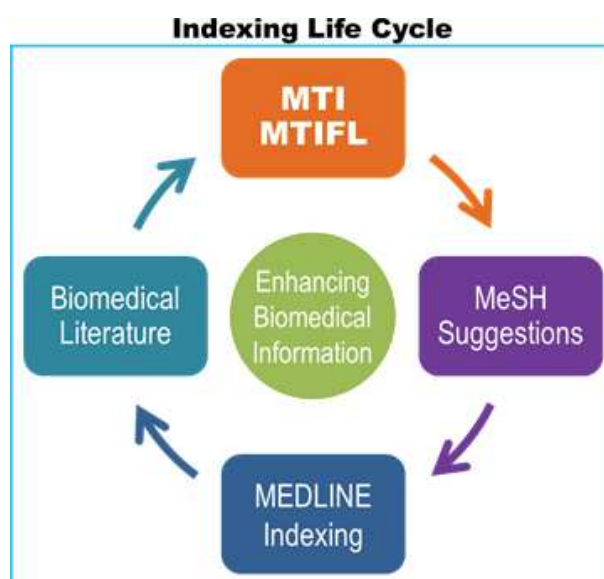 Indexing Life Cycle
MTI
MTIFL
Biomedical
Literature
Enhancing
Biomedical
Information
MeSH
Suggestions
MEDLINE
Indexing